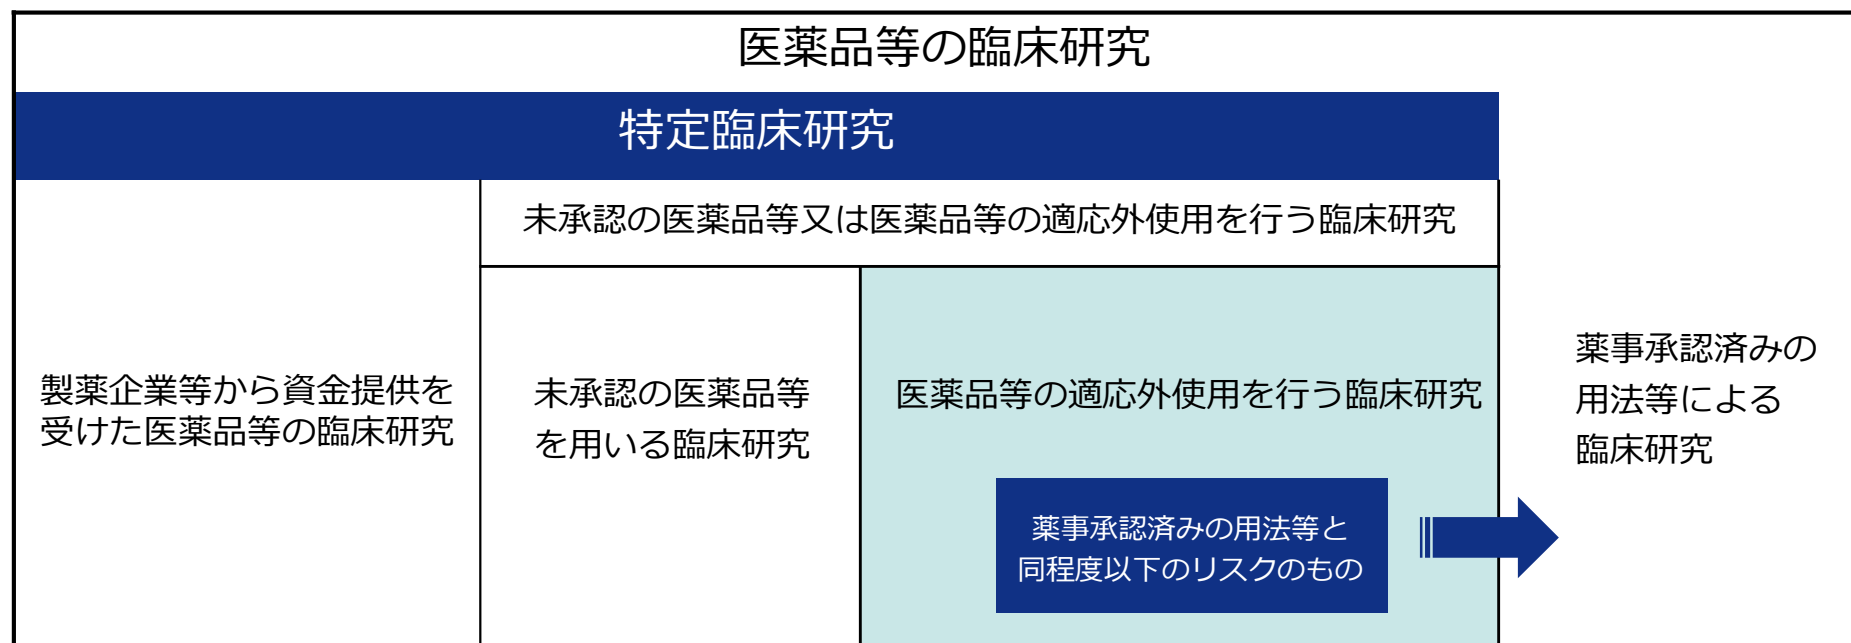 医薬品等の臨床研究
特定臨床研究
未承認の医薬品等又は医薬品等の適応外使用を行う臨床研究
製薬企業等から資金提供を
受けた医薬品等の臨床研究
未承認の医薬品等
を用いる臨床研究
医薬品等の適応外使用を行う臨床研究
薬事承認済みの用法等と
同程度以下のリスクのもの
薬事承認済みの
用法等による
臨床研究